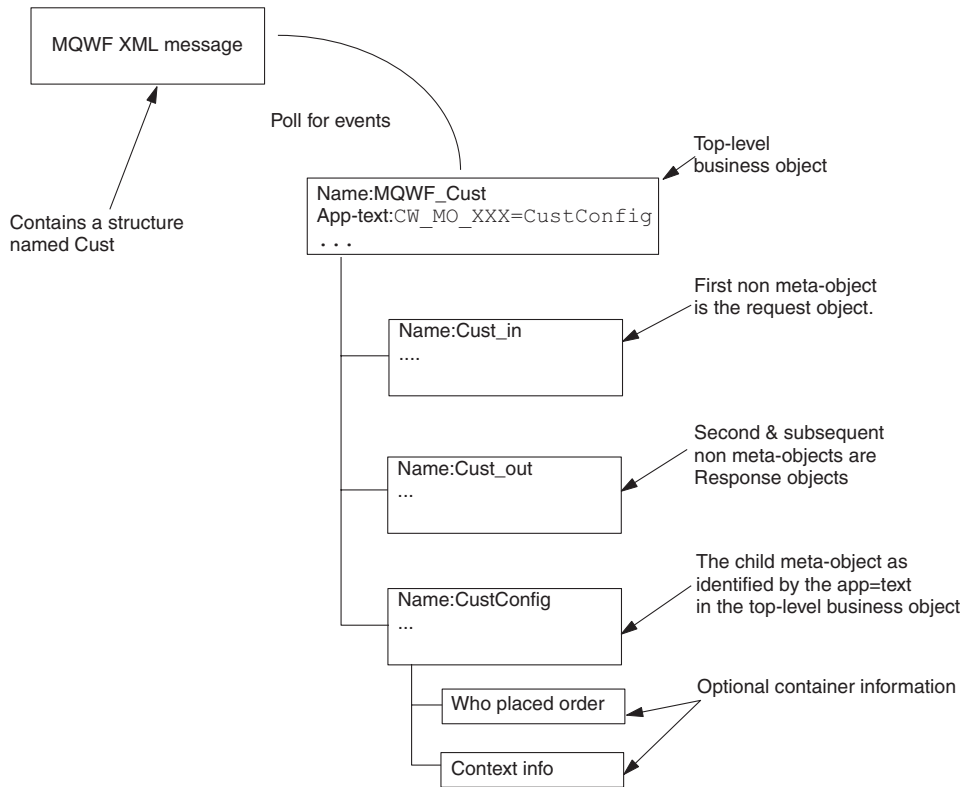 MQWF XML message
Poll for events
Top-level
business object
Name:MQWF_Cust
App-text:CW_MO_XXX=CustConfig
...
Contains a structure
named Cust
First non meta-object
is the request object.
Name:Cust_in
....
Second & subsequent
non meta-objects are
Response objects
Name:Cust_out
...
The child meta-object as
identified by the app=text
in the top-level business object
Name:CustConfig
...
Optional container information
Who placed order
Context info